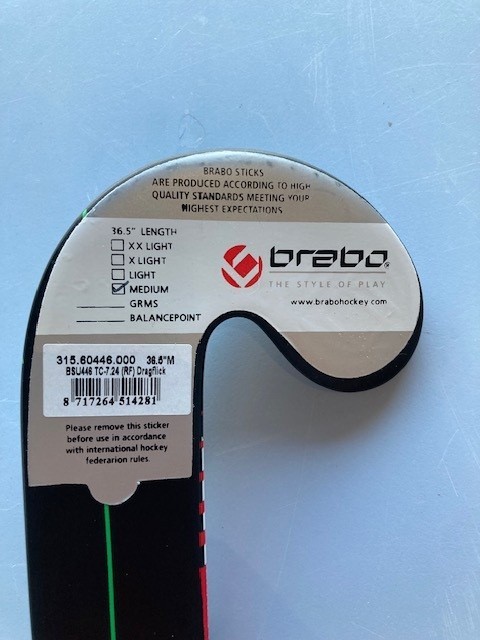 BRABO STICKS
ARE PRODUCED ACCORDING TO HIGH
QUALITY STANDARDS MEETING YOUR
HIGHEST EXPECTATIONS
36.5" LENGTH
XX LIGHT
X LIGHT
LIGHT
MEDIUM
GRMS
BALANCEPOINT
brabo®
THE STYLE OF PLAY
www.brabohockey.com
315.60446.000 36.5"M
BSU446 TC-7.24 (RF) Dragflick
8 717264 514281
Please remove this sticker
before use in accordance
with international hockey
federarion rules.